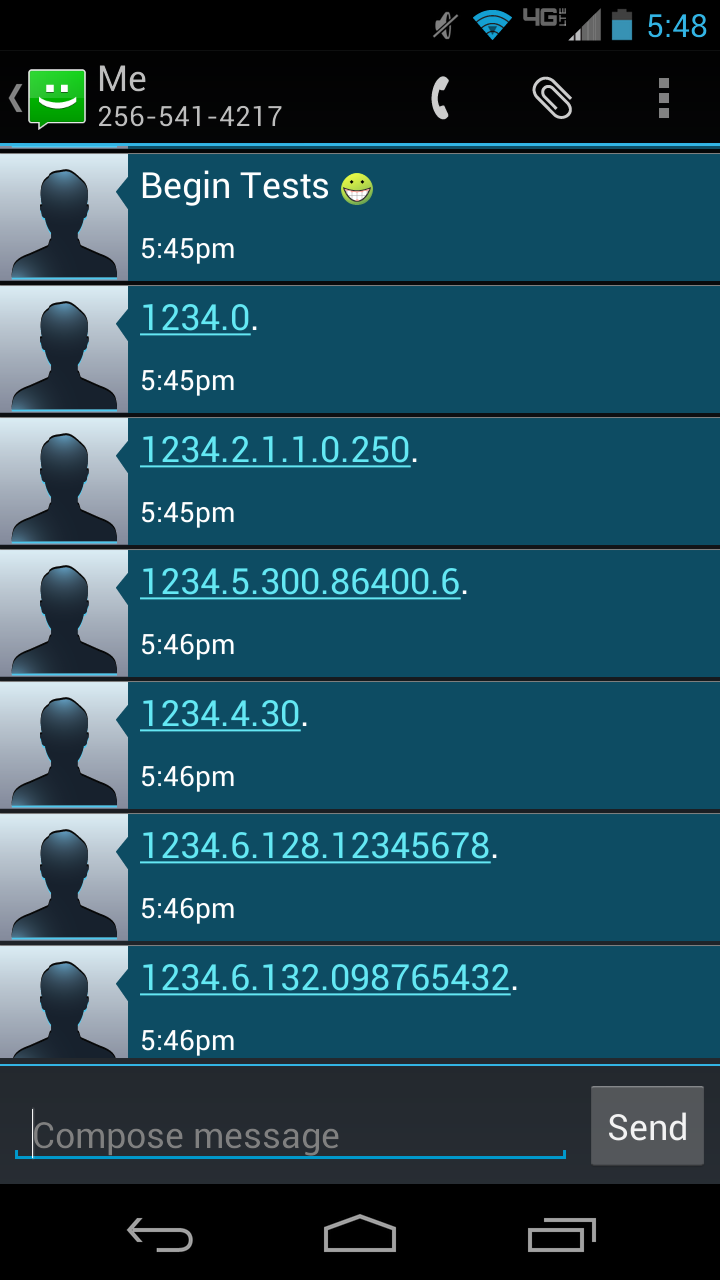 4G LTE 5:48
Me
256-541-4217
Begin Tests
5:45pm
1234.0.
5:45pm
1234.2.1.1.0.250.
5:45pm
1234.5.300.86400.6.
5:46pm
1234.4.30.
5:46pm
1234.6.128.12345678.
5:46pm
1234.6.132.098765432.
5:46pm
Compose message
Send